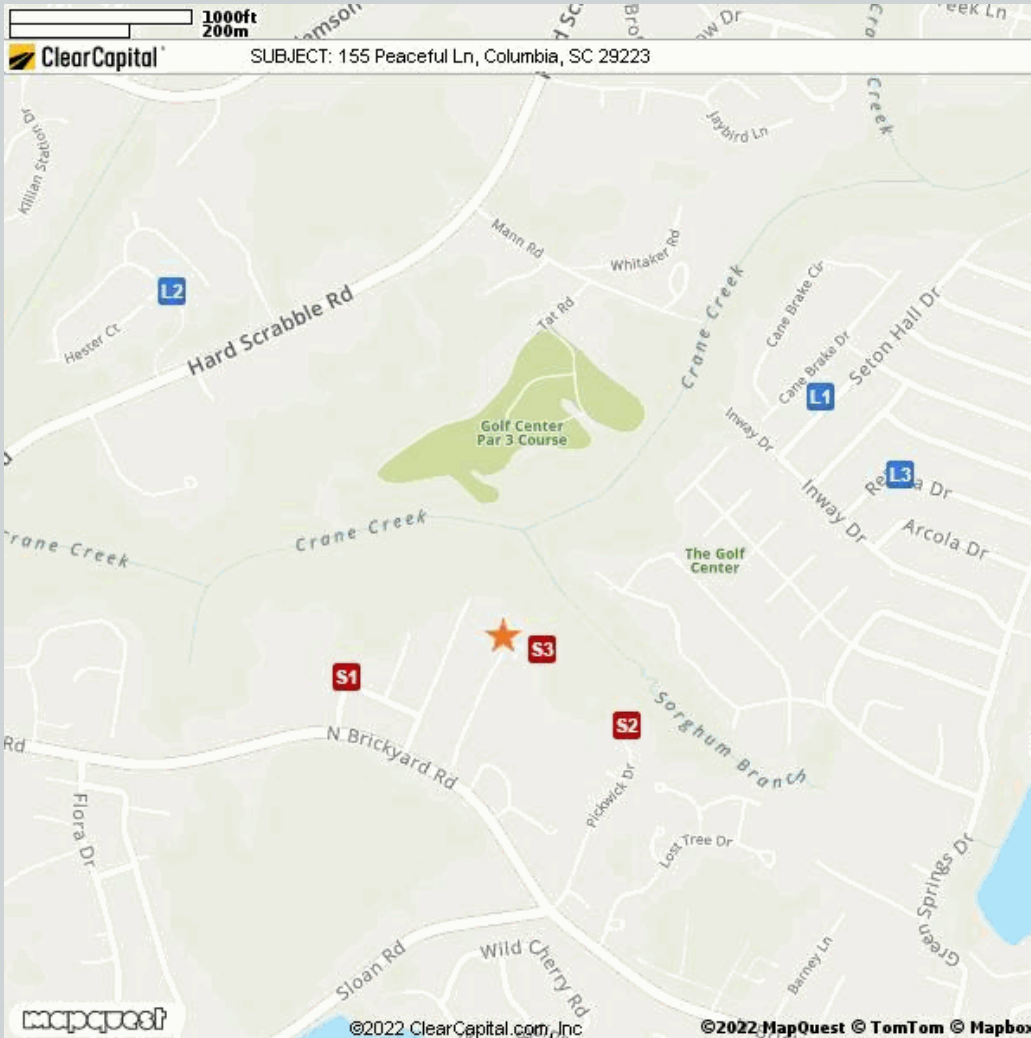 1000ft
200m
ClearCapital
SUBJECT: 155 Peaceful Ln, Columbia, SC 29223
Creek
Jaybird Ln
Killian Station Dr
Mann Rd
Whitaker Rd
L2
Hard Scrabble Rd
Tat Rd
Crane Creek
Cane Brake Cir
Hester Ct
Cane Brake Dr
Seton Hall Dr
L1
Golf Center
Par 3 Course
Inway Dr
L3
Dr
Inway Dr
Arcola Dr
Crane Creek
Crane Creek
The Golf
Center
S3
S1
S2
Sorghum Branch
Rd
N Brickyard Rd
Pickwick Dr
Flora Dr
Lost Tree Dr
Green Springs Dr
Sloan Rd
Wild Cherry Rd
Barney Ln
mapquest
©2022 ClearCapital.com, Inc
©2022 MapQuest © TomTom © Mapbox